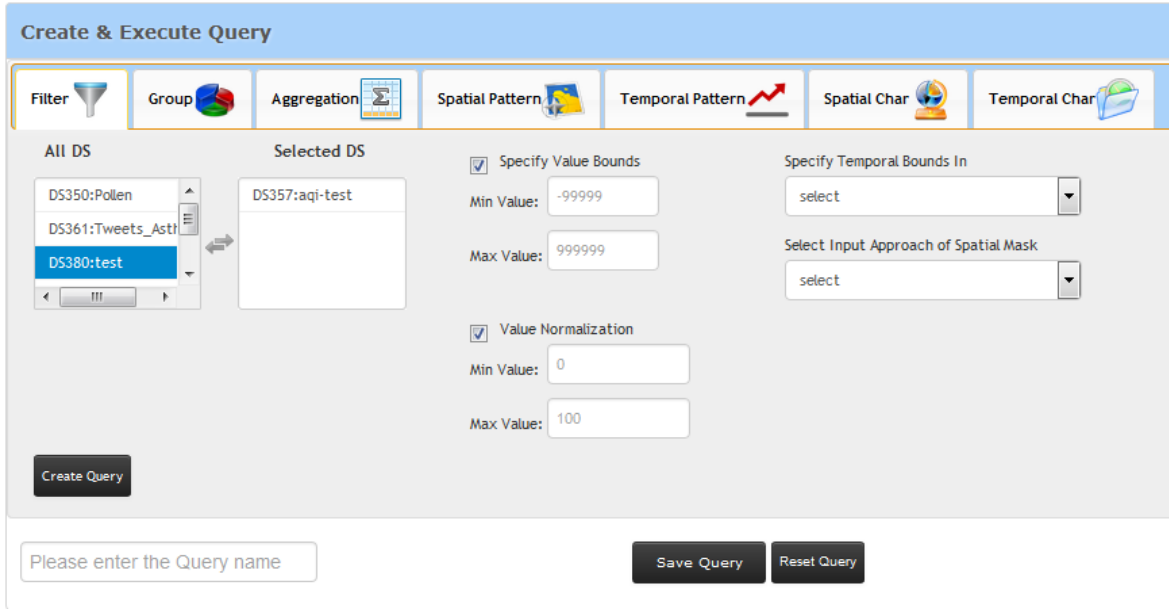 Create & Execute Query
Filter
Group
Aggregation
Spatial Pattern
Temporal Pattern
Spatial Char
Temporal Char
All DS
Selected DS
DS350:Pollen
DS361:Tweets_Asth
DS380:test
DS357:aqi-test
Specify Value Bounds
Min Value: -99999
Max Value: 999999
Value Normalization
Min Value: 0
Max Value: 100
Specify Temporal Bounds In
select
Select Input Approach of Spatial Mask
select
Create Query
Please enter the Query name
Save Query
Reset Query